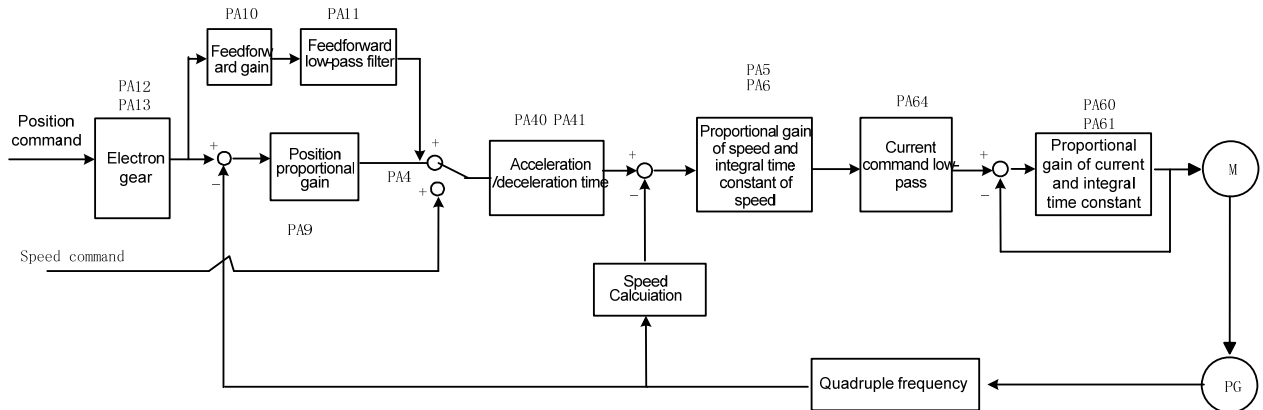 PA10
PA11
Feedforw
ard gain
Feedforward
low-pass filter
PA12
PA13
Position
command
Electron
gear
+
−
Position
proportional
gain
PA9
PA4
+
+
Speed command
PA40 PA41
Acceleration
/deceleration time
+
−
Speed
Calcuiation
PA5
PA6
Proportional gain
of speed and
integral time
constant of
speed
PA64
Current
command low-
pass
+
−
PA60
PA61
Proportional
gain of current
and integral
time constant
M
Quadruple frequency
PG